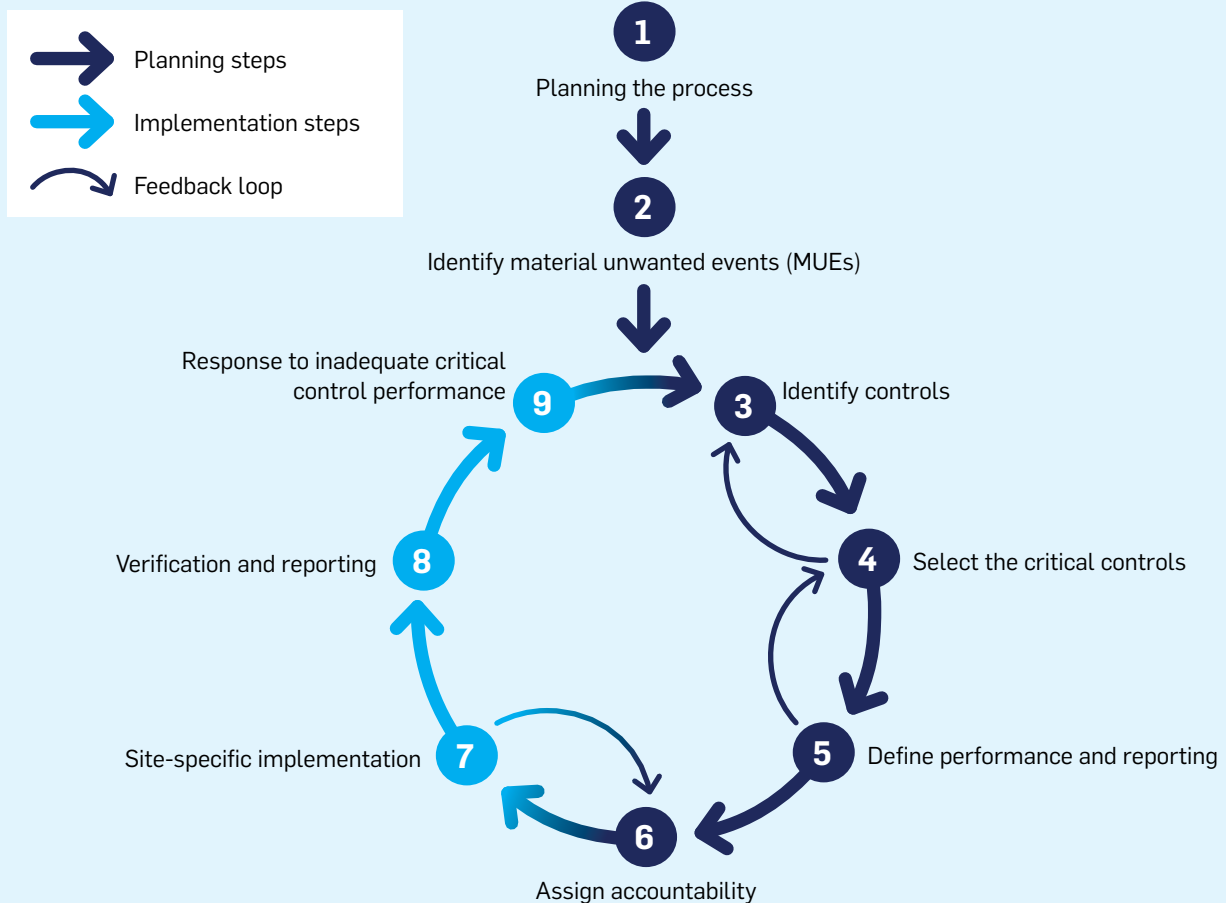 Planning steps
Implementation steps
Feedback loop
1
Planning the process
2
Identify material unwanted events (MUEs)
Response to inadequate critical
control performance
9
3
Identify controls
Verification and reporting
8
4
Select the critical controls
Site-specific implementation
7
5
Define performance and reporting
6
Assign accountability